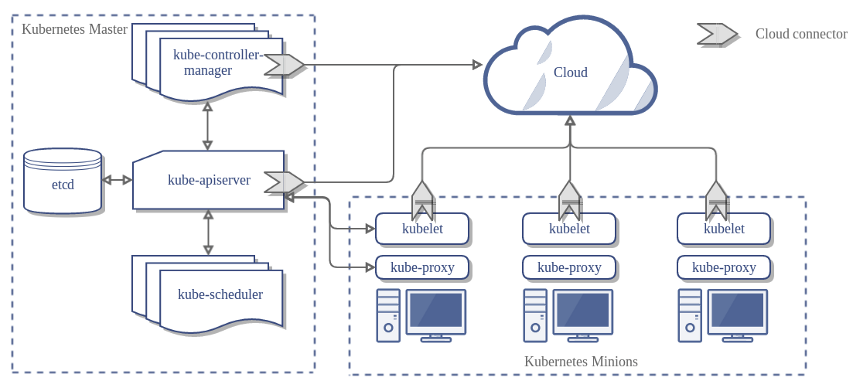 Kubernetes Master
kube-controller-
manager
Cloud
Cloud connector
etcd
kube-apiserver
kubelet
kubelet
kubelet
kube-proxy
kube-proxy
kube-proxy
kube-scheduler
Kubernetes Minions